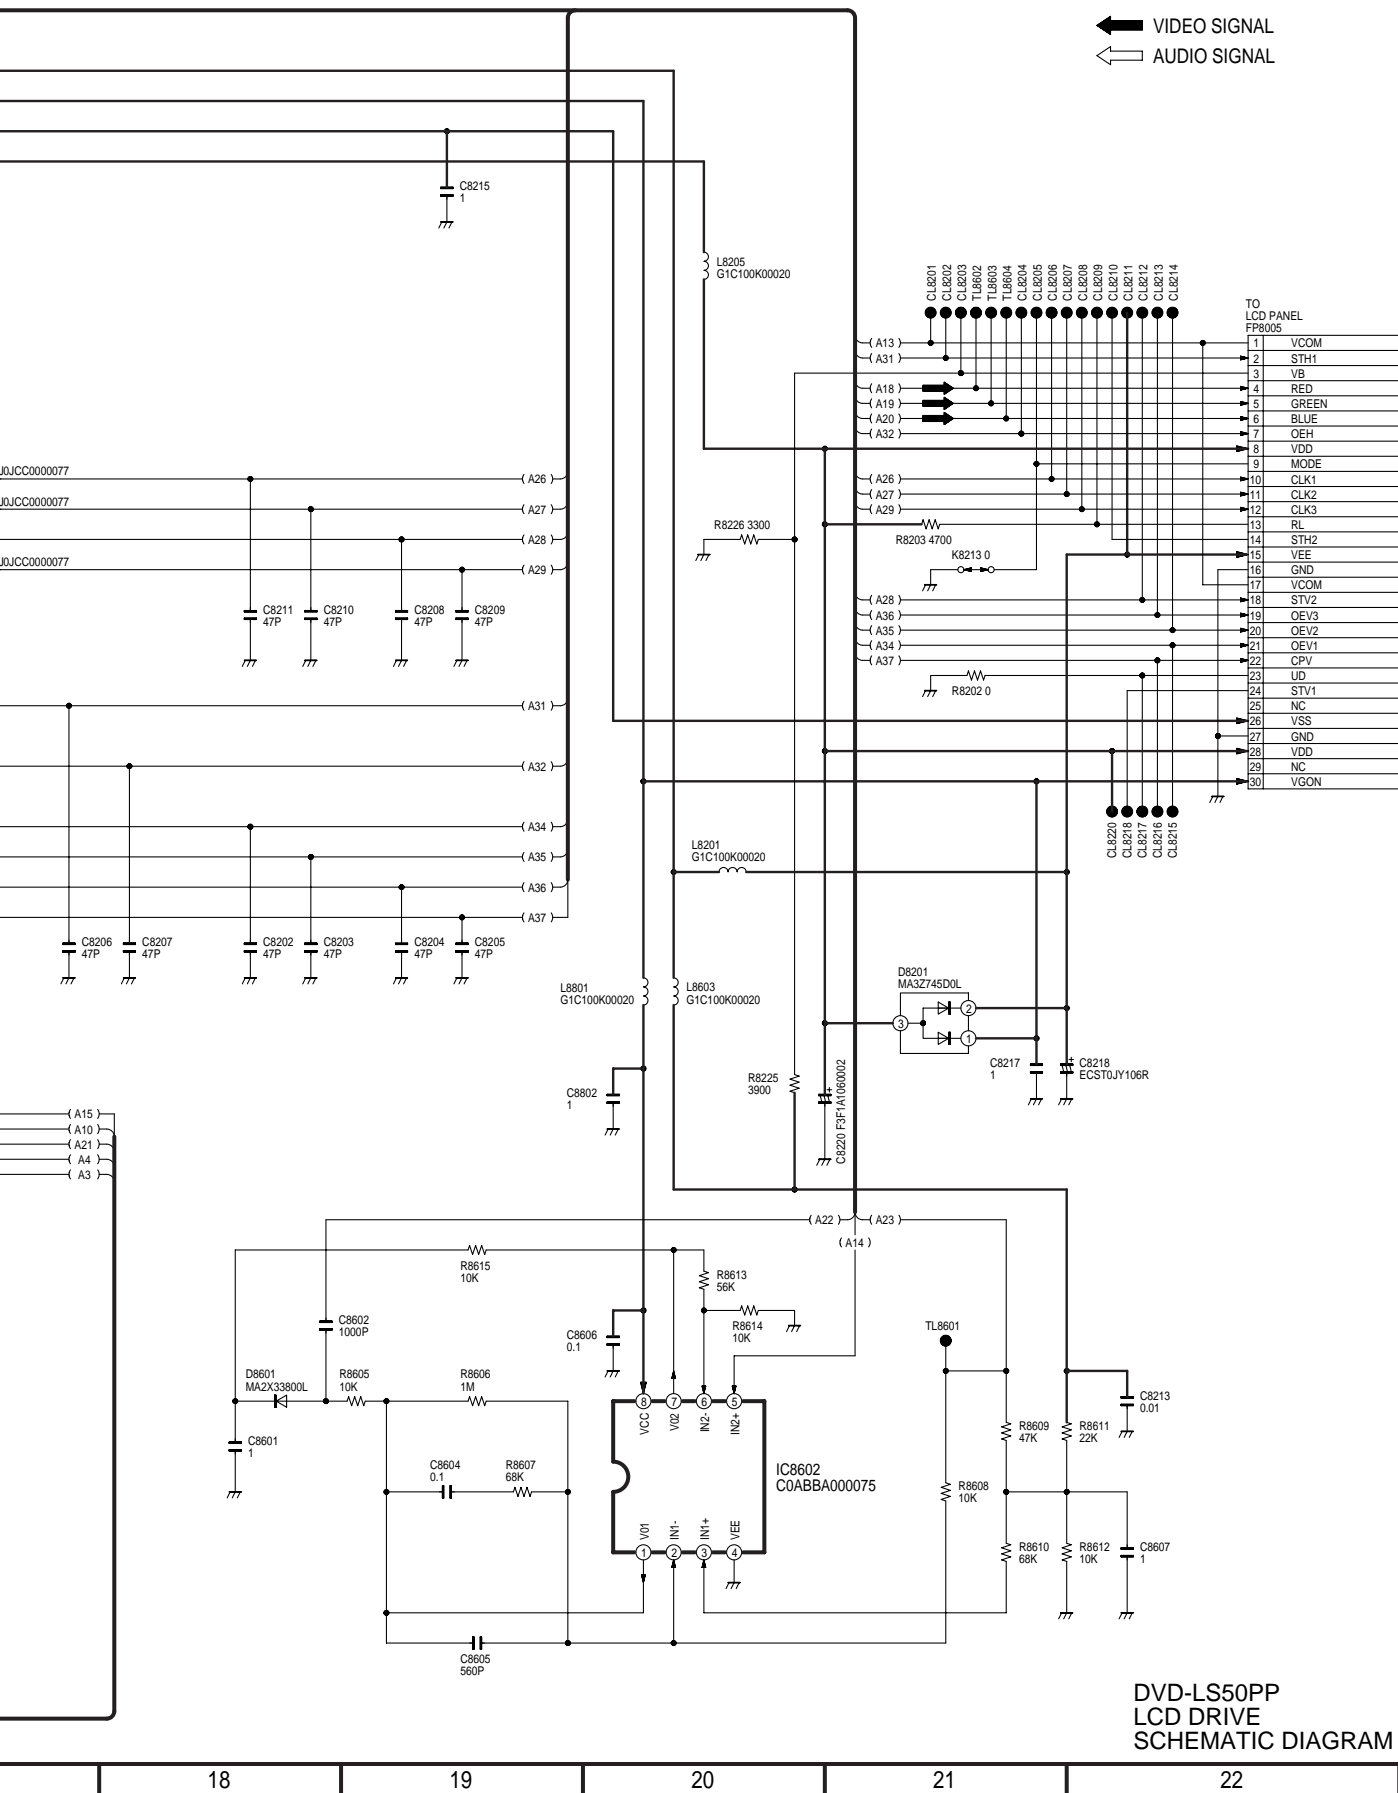 VIDEO SIGNAL
AUDIO SIGNAL
C8215
1
L8205
G1C100K00020
CL8201
CL8202
CL8203
TL8602
TL8603
TL8604
CL8204
CL8205
CL8206
CL8207
CL8208
CL8209
CL8210
CL8211
CL8212
CL8213
CL8214
TO
LCD PANEL
FP8005
A13
A31
A18
A19
A20
A32
A26
A27
A29
A28
A36
A35
A34
A37
1 VCOM
2 STH1
3 VB
4 RED
5 GREEN
6 BLUE
7 OEH
8 VDD
9 MODE
10 CLK1
11 CLK2
12 CLK3
13 RL
14 STH2
15 VEE
16 GND
17 VCOM
18 STV2
19 OEV3
20 OEV2
21 OEV1
22 CPV
23 UD
24 STV1
25 NC
26 VSS
27 GND
28 VDD
29 NC
30 VGON
J0JCC0000077
J0JCC0000077
J0JCC0000077
A26
A27
A28
A29
R8226 3300
R8203 4700
K8213 0
R8202 0
C8211
47P
C8210
47P
C8208
47P
C8209
47P
A31
A32
A34
A35
A36
A37
CL8220
CL8218
CL8217
CL8216
CL8215
L8201
G1C100K00020
C8206
47P
C8207
47P
C8202
47P
C8203
47P
C8204
47P
C8205
47P
L8801
G1C100K00020
L8603
G1C100K00020
D8201
MA3Z745D0L
3
2
1
C8217
1
C8218
ECST0JY106R
+
R8225
3900
C8220 F3F1A1060002
+
C8802
1
A15
A10
A21
A4
A3
A22
A23
A14
R8615
10K
R8613
56K
R8614
10K
C8602
1000P
C8606
0.1
TL8601
D8601
MA2X33800L
R8605
10K
R8606
1M
C8213
0.01
C8601
1
C8604
0.1
R8607
68K
8 7 6 5
VCC
V02
IN2-
IN2+
IC8602
C0ABBA000075
V01
IN1-
IN1+
VEE
1 2 3 4
R8609
47K
R8611
22K
R8608
10K
R8610
68K
R8612
10K
C8607
1
C8605
560P
DVD-LS50PP
LCD DRIVE
SCHEMATIC DIAGRAM
18 19 20 21 22